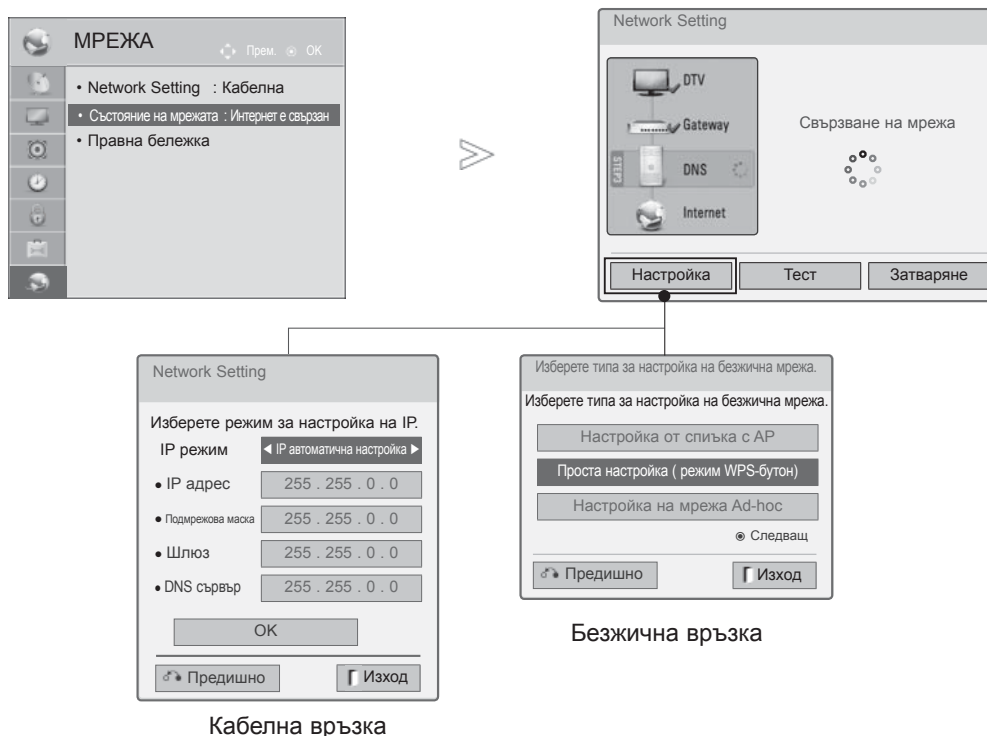 МРЕЖА
Прем. OK
• Network Setting : Кабелна
• Състояние на мрежата : Интернет е свързан
• Правна бележка
Network Setting
DTV
Gateway
STEP3
DNS
Internet
Свързване на мрежа
Настройка
Тест
Затваряне
Network Setting
Изберете режим за настройка на IP.
IP режим ◀ IP автоматична настройка ▶
• IP адрес 255 . 255 . 0 . 0
• Подмрежова маска 255 . 255 . 0 . 0
• Шлюз 255 . 255 . 0 . 0
• DNS сървър 255 . 255 . 0 . 0
OK
Предишно
Изход
Кабелна връзка
Изберете типа за настройка на безжична мрежа.
Изберете типа за настройка на безжична мрежа.
Настройка от спиъка с AP
Проста настройка ( режим WPS-бутон)
Настройка на мрежа Ad-hoc
Следващ
Предишно
Изход
Безжична връзка